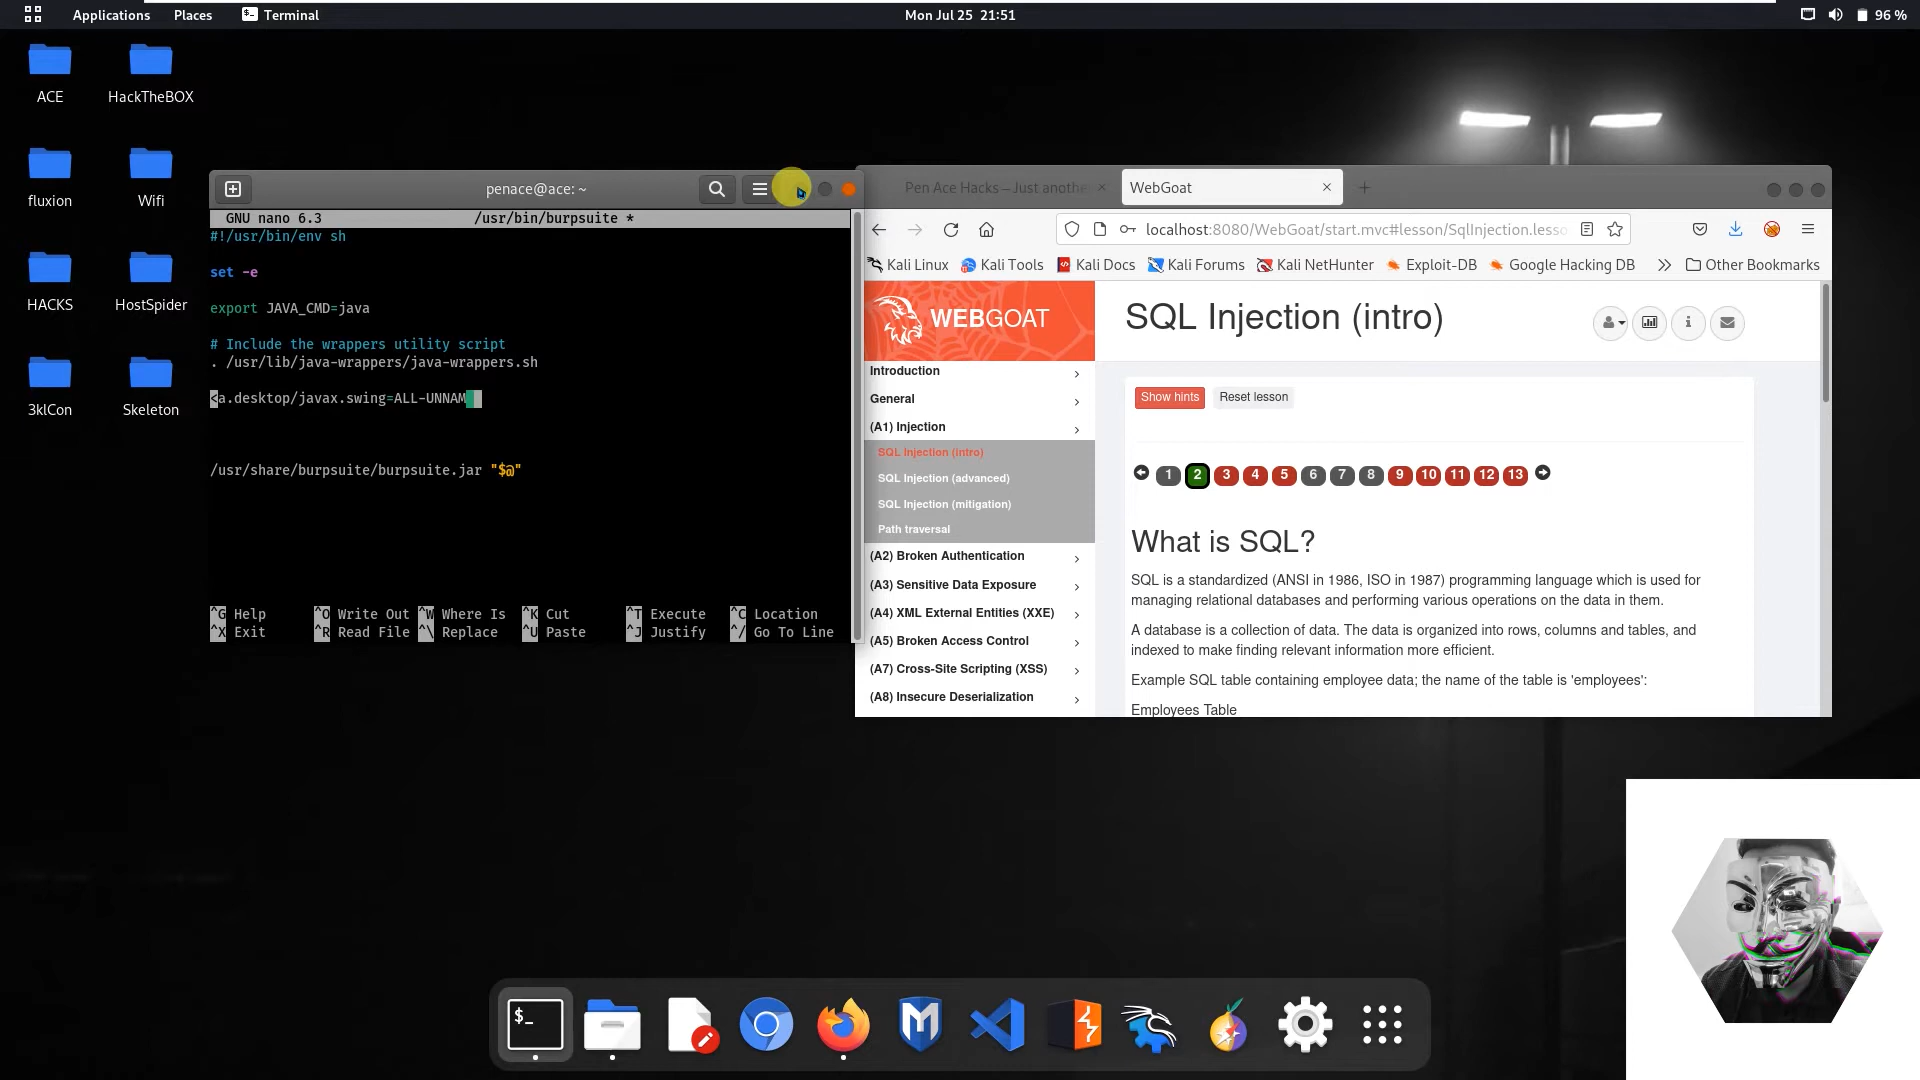 Applications Places Terminal Mon Jul 25 21:51 96 %
ACE HackTheBOX
fluxion Wifi
HACKS HostSpider
3klCon Skeleton
penace@ace: ~
GNU nano 6.3 /usr/bin/burpsuite *
#!/usr/bin/env sh
set -e
export JAVA_CMD=java
# Include the wrappers utility script
. /usr/lib/java-wrappers/java-wrappers.sh
<a.desktop/javax.swing=ALL-UNNAM
/usr/share/burpsuite/burpsuite.jar "$@"
^G Help ^O Write Out ^W Where Is ^K Cut ^T Execute ^C Location
^X Exit ^R Read File ^\ Replace ^U Paste ^J Justify ^/ Go To Line
Pen Ace Hacks – Just anothe WebGoat
localhost:8080/WebGoat/start.mvc#lesson/SqlInjection.lesso
Kali Linux Kali Tools Kali Docs Kali Forums Kali NetHunter Exploit-DB Google Hacking DB Other Bookmarks
WEBGOAT
Introduction
General
(A1) Injection
SQL Injection (intro)
SQL Injection (advanced)
SQL Injection (mitigation)
Path traversal
(A2) Broken Authentication
(A3) Sensitive Data Exposure
(A4) XML External Entities (XXE)
(A5) Broken Access Control
(A7) Cross-Site Scripting (XSS)
(A8) Insecure Deserialization
SQL Injection (intro)
Show hints Reset lesson
1 2 3 4 5 6 7 8 9 10 11 12 13
What is SQL?
SQL is a standardized (ANSI in 1986, ISO in 1987) programming language which is used for
managing relational databases and performing various operations on the data in them.
A database is a collection of data. The data is organized into rows, columns and tables, and
indexed to make finding relevant information more efficient.
Example SQL table containing employee data; the name of the table is 'employees':
Employees Table
$_